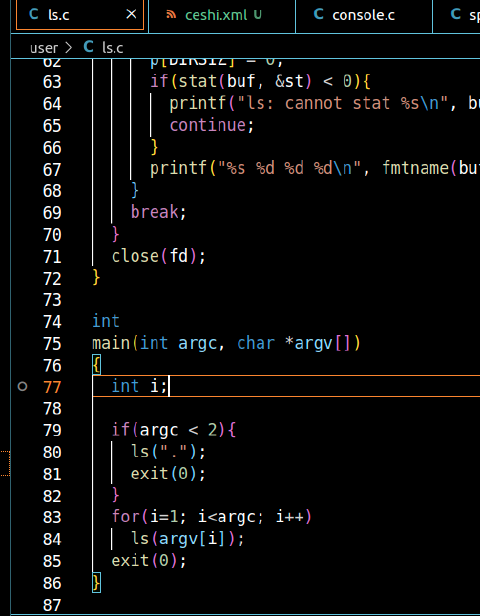 C ls.c ceshi.xml U C console.c C sp
user > C ls.c
62 p[DIRSIZ] = 0;
63 if(stat(buf, &st) < 0){
64 printf("ls: cannot stat %s\n", bu
65 continue;
66 }
67 printf("%s %d %d %d\n", fmtname(buf
68 }
69 break;
70 }
71 close(fd);
72 }
73
74 int
75 main(int argc, char *argv[])
76 {
77 int i;
78
79 if(argc < 2){
80 ls(".");
81 exit(0);
82 }
83 for(i=1; i<argc; i++)
84 ls(argv[i]);
85 exit(0);
86 }
87